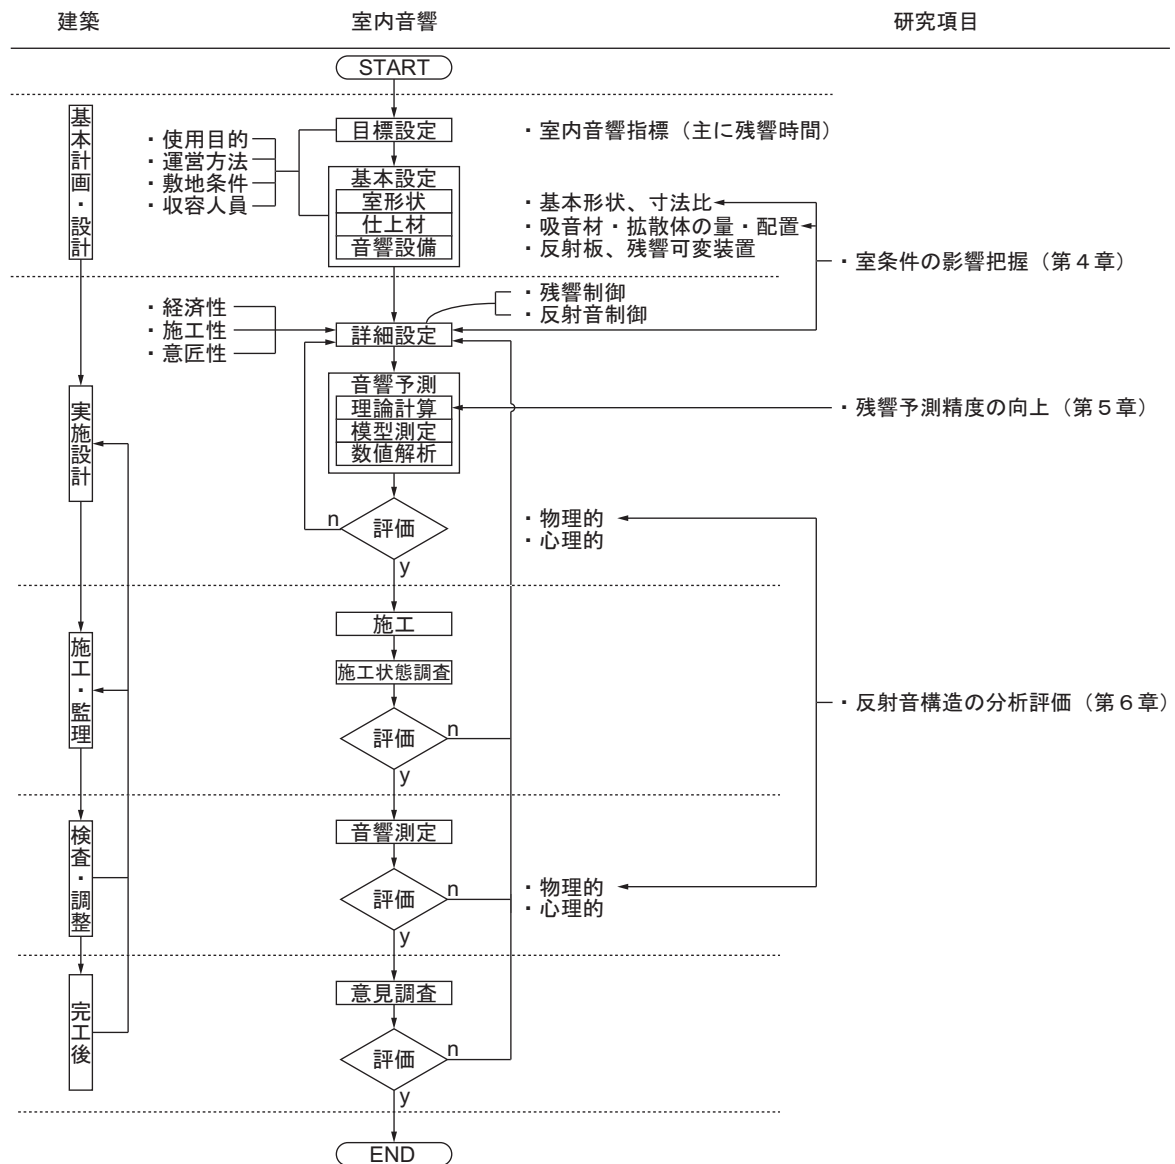 建築
室内音響
研究項目
START
基本計画・設計
目標設定
・使用目的
・運営方法
・敷地条件
・収容人員
・室内音響指標（主に残響時間）
基本設定
室形状
仕上材
音響設備
・基本形状、寸法比
・吸音材・拡散体の量・配置
・反射板、残響可変装置
・室条件の影響把握（第４章）
・経済性
・施工性
・意匠性
・残響制御
・反射音制御
詳細設定
実施設計
音響予測
理論計算
模型測定
数値解析
・残響予測精度の向上（第５章）
評価
n
y
・物理的
・心理的
施工・監理
施工
施工状態調査
評価
n
y
・反射音構造の分析評価（第６章）
検査・調整
音響測定
評価
n
y
・物理的
・心理的
完工後
意見調査
評価
n
y
END